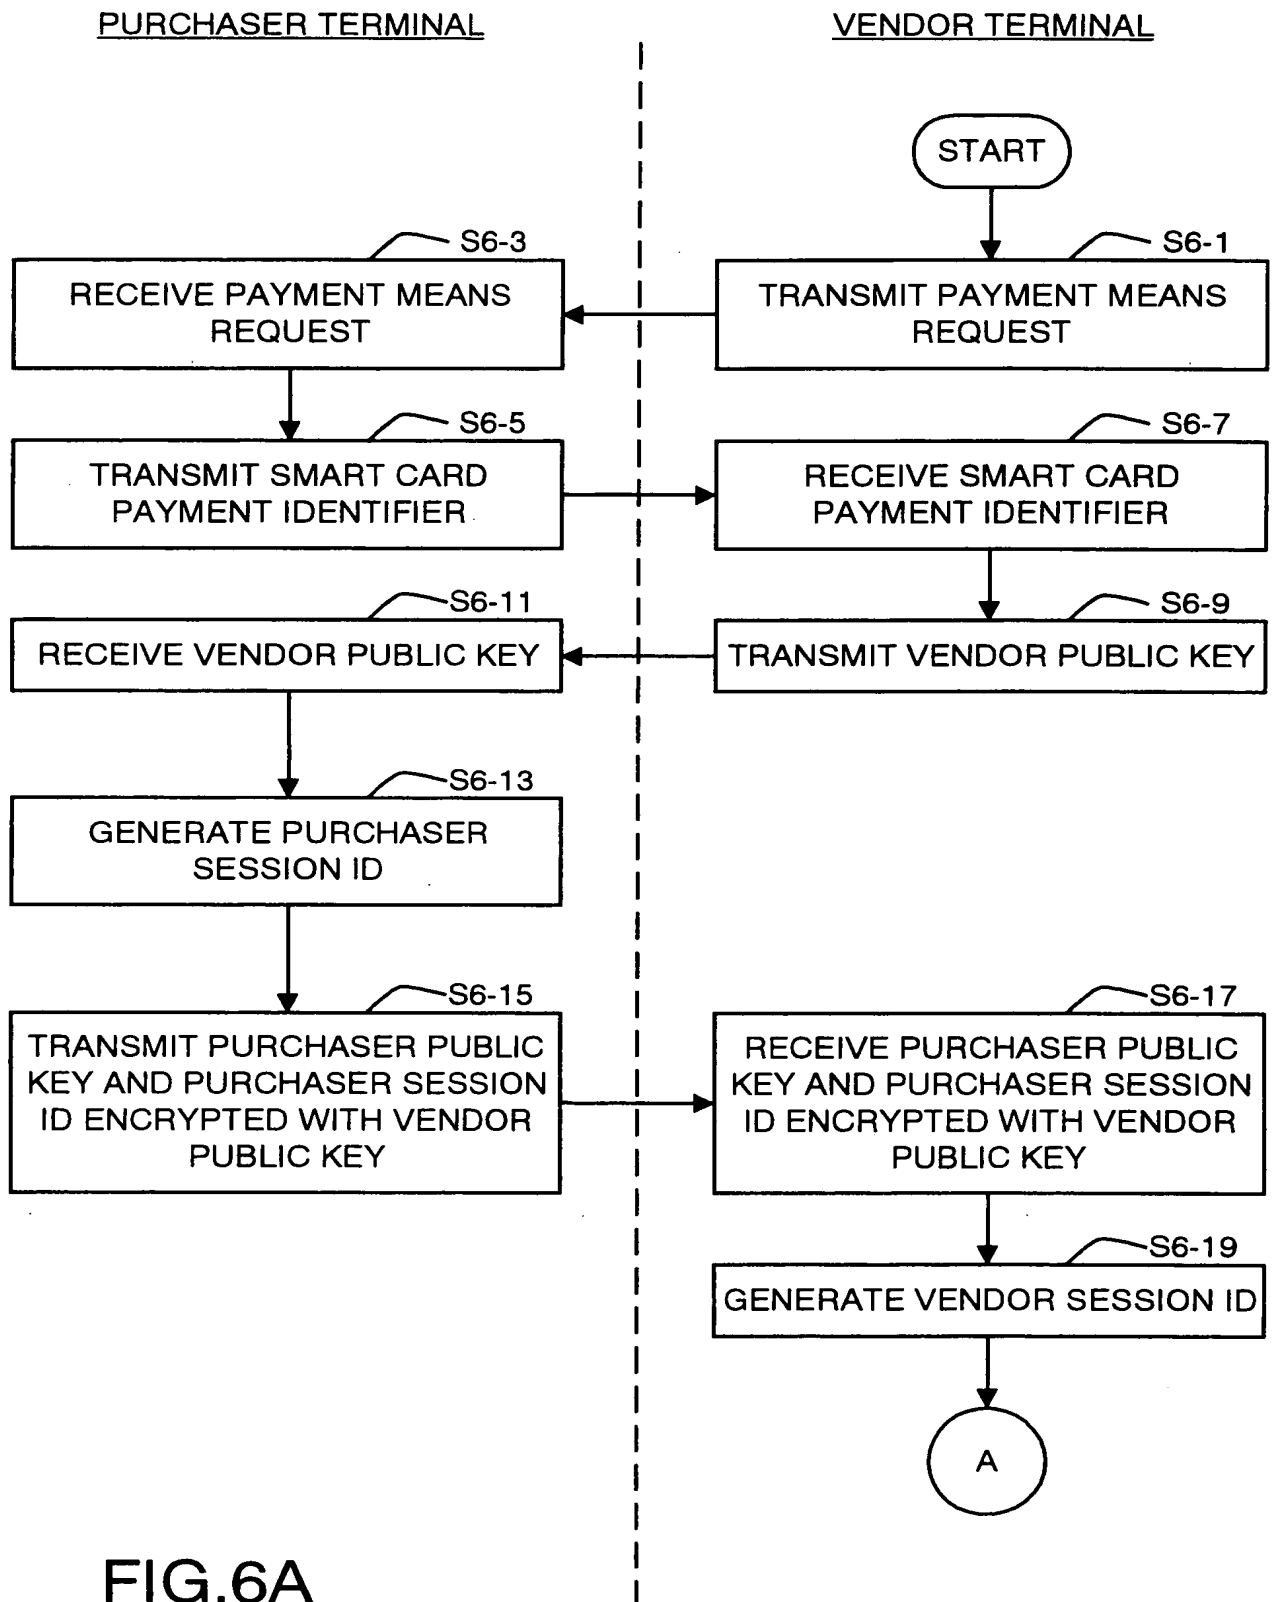 PURCHASER TERMINAL
VENDOR TERMINAL
START
S6-3
S6-1
RECEIVE PAYMENT MEANS
REQUEST
TRANSMIT PAYMENT MEANS
REQUEST
S6-5
S6-7
TRANSMIT SMART CARD
PAYMENT IDENTIFIER
RECEIVE SMART CARD
PAYMENT IDENTIFIER
S6-11
S6-9
RECEIVE VENDOR PUBLIC KEY
TRANSMIT VENDOR PUBLIC KEY
S6-13
GENERATE PURCHASER
SESSION ID
S6-15
S6-17
TRANSMIT PURCHASER PUBLIC
KEY AND PURCHASER SESSION
ID ENCRYPTED WITH VENDOR
PUBLIC KEY
RECEIVE PURCHASER PUBLIC
KEY AND PURCHASER SESSION
ID ENCRYPTED WITH VENDOR
PUBLIC KEY
S6-19
GENERATE VENDOR SESSION ID
A
FIG.6A